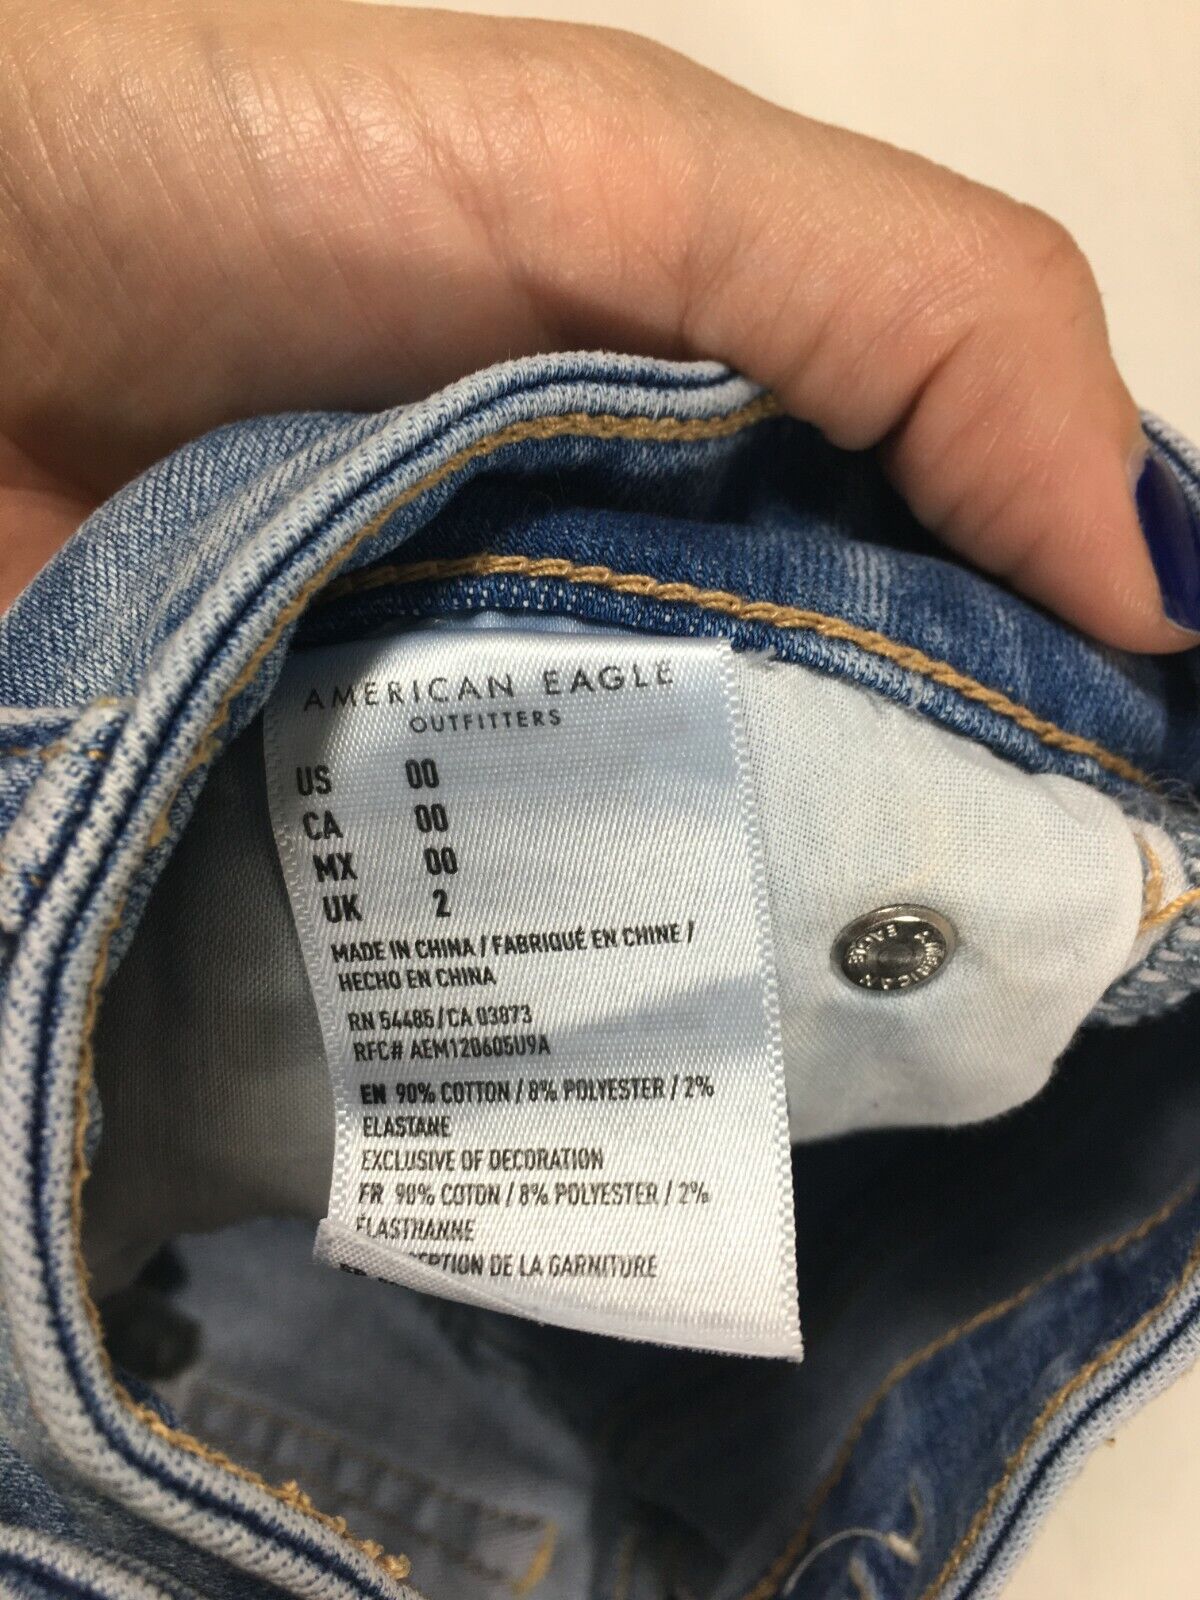 AMERICAN EAGLE
OUTFITTERS
US 00
CA 00
MX 00
UK 2
MADE IN CHINA / FABRIQUÉ EN CHINE /
HECHO EN CHINA
RN 54485/CA 03873
RFC# AEM120605U9A
EN 90% COTTON / 8% POLYESTER / 2%
ELASTANE
EXCLUSIVE OF DECORATION
FR 90% COTON / 8% POLYESTER / 2%
ÉLASTHANNE
DE LA GARNITURE
AMERICAN EAGLE